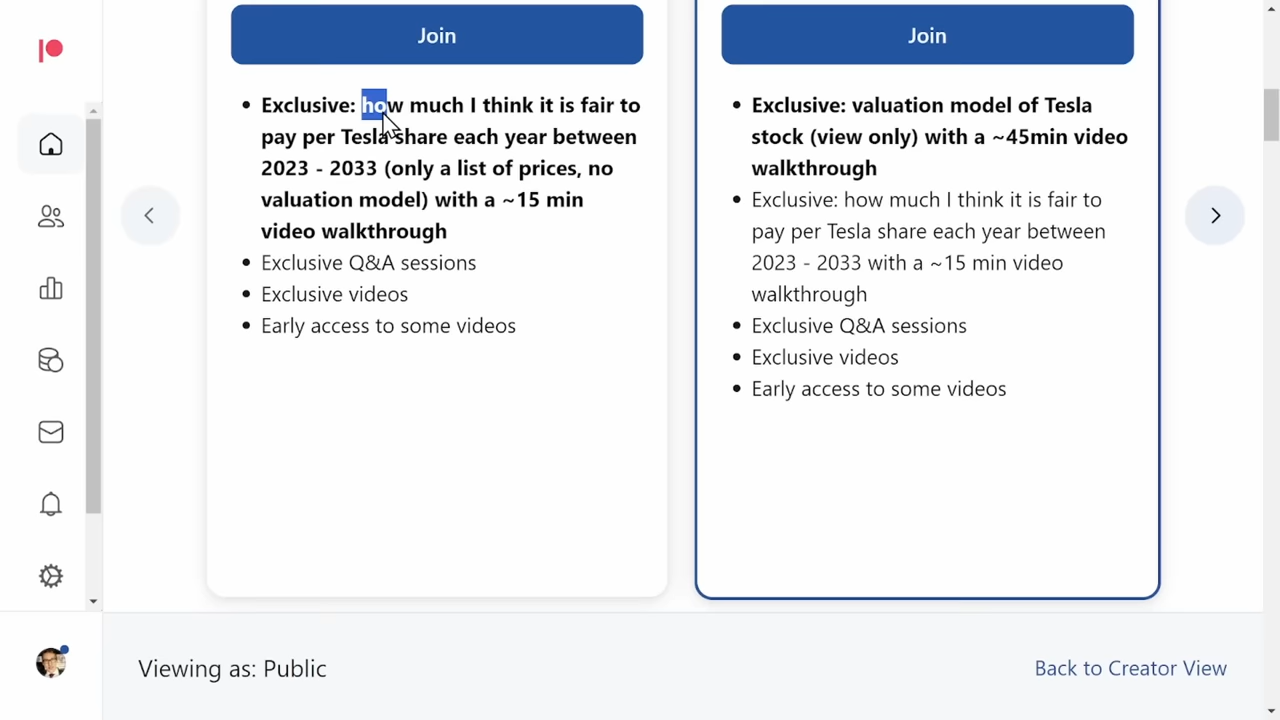 Join
Exclusive: how much I think it is fair to
pay per Tesla share each year between
2023 - 2033 (only a list of prices, no
valuation model) with a ~15 min
video walkthrough
Exclusive Q&A sessions
Exclusive videos
Early access to some videos
Join
Exclusive: valuation model of Tesla
stock (view only) with a ~45min video
walkthrough
Exclusive: how much I think it is fair to
pay per Tesla share each year between
2023 - 2033 with a ~15 min video
walkthrough
Exclusive Q&A sessions
Exclusive videos
Early access to some videos
Viewing as: Public
Back to Creator View